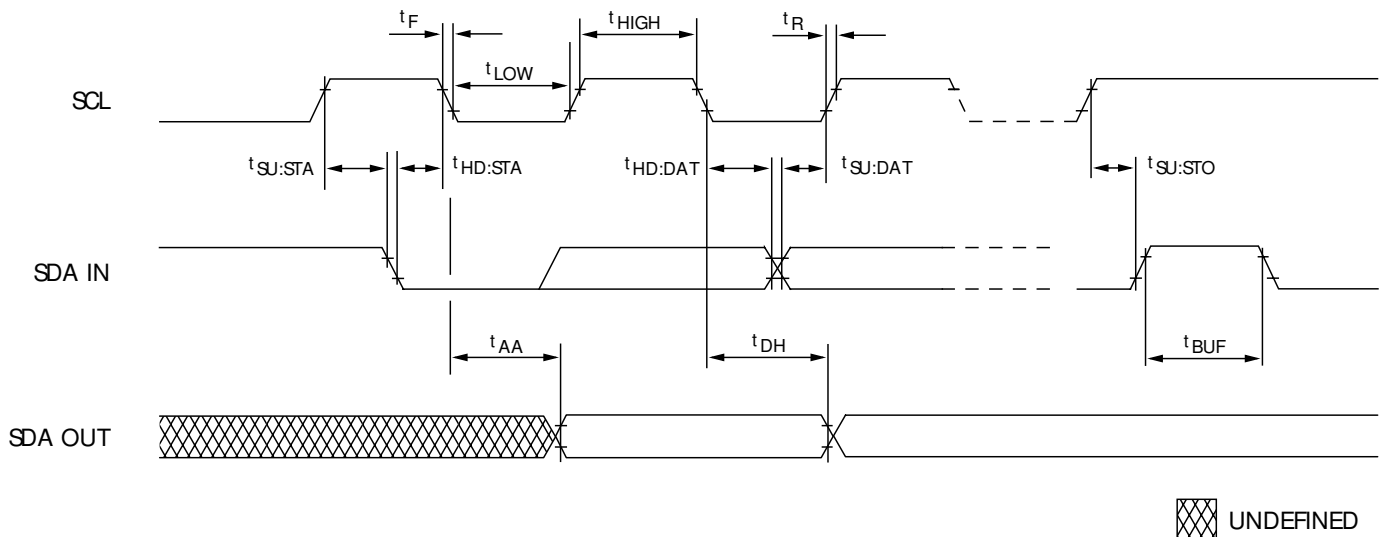 tF
tHIGH
tR
tLOW
SCL
tSU:STA
tHD:STA
tHD:DAT
tSU:DAT
tSU:STO
SDA IN
tAA
tDH
tBUF
SDA OUT
UNDEFINED